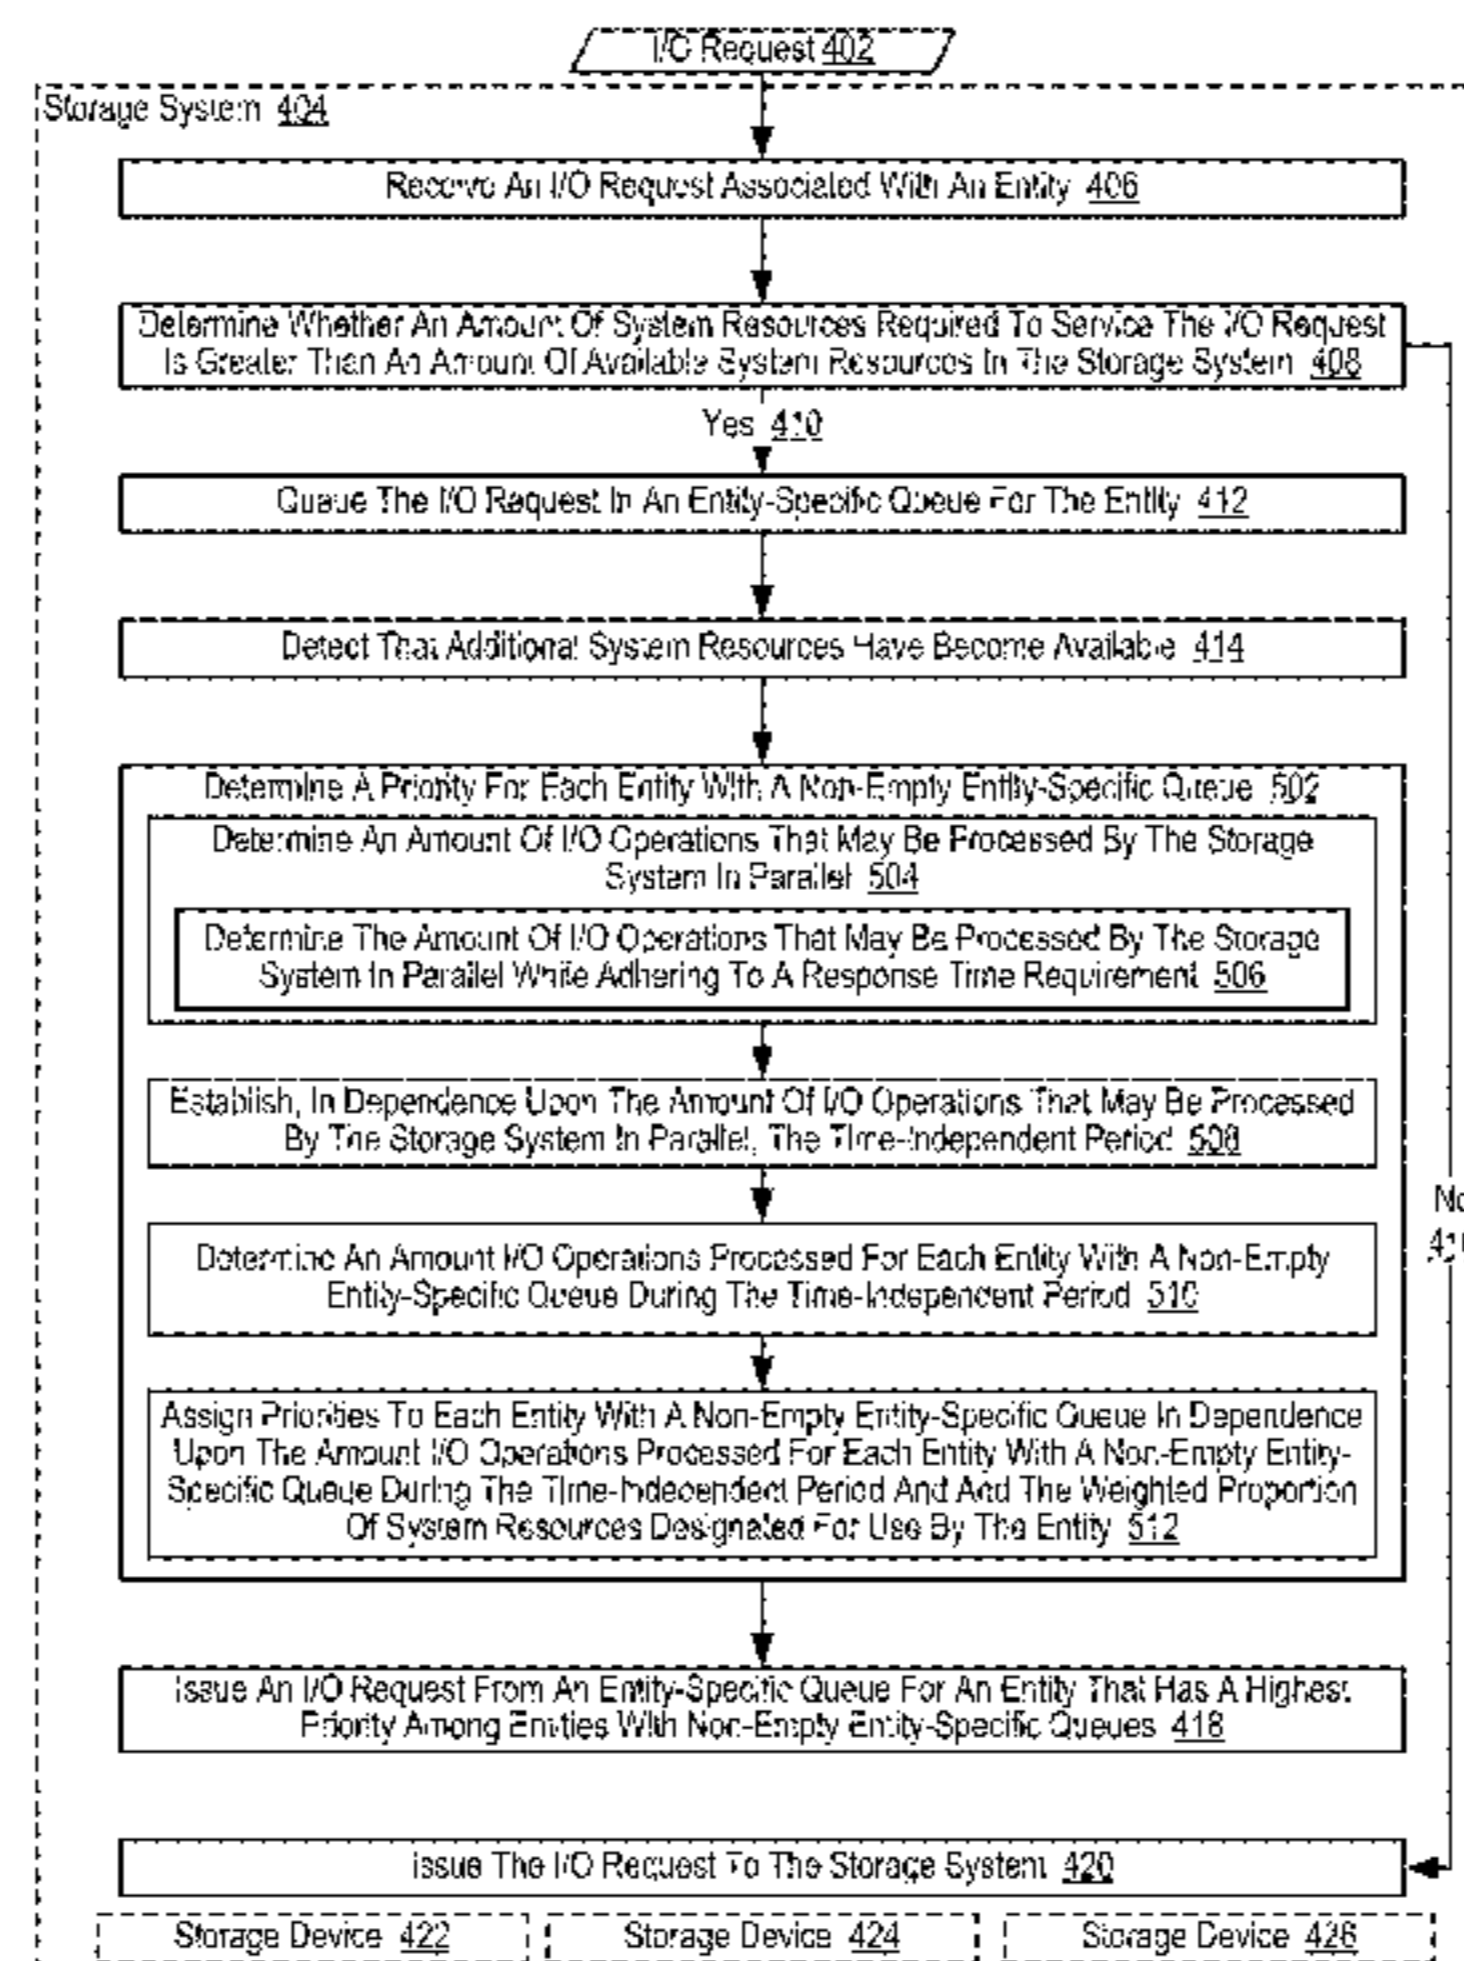 I/O Request 402
Storage System 404
Receive An I/O Request Associated With An Entity 406
Determine Whether An Amount Of System Resources Required To Service The I/O Request
Is Greater Than An Amount Of Available System Resources In The Storage System 408
Yes 410
Queue The I/O Request In An Entity-Specific Queue For The Entity 412
Detect That Additional System Resources Have Become Available 414
Determine A Priority For Each Entity With A Non-Empty Entity-Specific Queue 502
Determine An Amount Of I/O Operations That May Be Processed By The Storage
System In Parallel 504
Determine The Amount Of I/O Operations That May Be Processed By The Storage
System In Parallel While Adhering To A Response Time Requirement 506
Establish, In Dependence Upon The Amount Of I/O Operations That May Be Processed
By The Storage System In Parallel, The Time-Independent Period 508
No
Determine An Amount I/O Operations Processed For Each Entity With A Non-Empty
Entity-Specific Queue During The Time-Independent Period 510
Assign Priorities To Each Entity With A Non-Empty Entity-Specific Queue In Dependence
Upon The Amount I/O Operations Processed For Each Entity With A Non-Empty Entity-
Specific Queue During The Time-Independent Period And And The Weighted Proportion
Of System Resources Designated For Use By The Entity 512
Issue An I/O Request From An Entity-Specific Queue For An Entity That Has A Highest
Priority Among Entities With Non-Empty Entity-Specific Queues 418
Issue The I/O Request To The Storage System 420
Storage Device 422
Storage Device 424
Storage Device 426